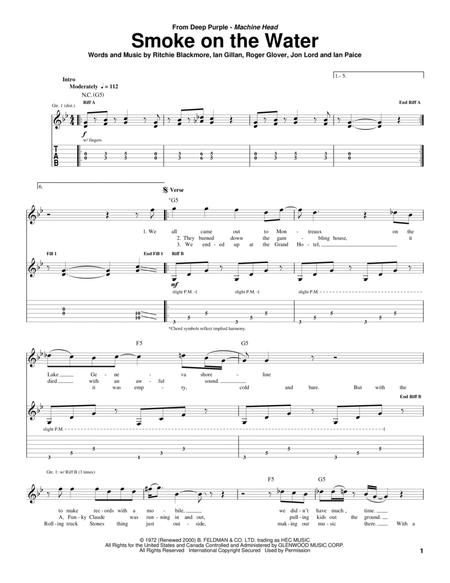 From Deep Purple - Machine Head
Smoke on the Water
Words and Music by Ritchie Blackmore, Ian Gillan, Roger Glover, Jon Lord and Ian Paice
Intro
Moderately ♩ = 112
1.- 5.
N.C.(G5)
Gtr. 1 (dist.) Riff A End Riff A
f
w/ fingers
T
A
B
6.
Verse
*G5
1. We all came out to Mon - treaux on the
2. They burned down the gam - bling house, it
3. We end - ed up at the Grand Ho - tel,
Fill 1 End Fill 1 Riff B
mf
slight P.M. slight P.M.
*Chord symbols reflect implied harmony.
F5 G5
Lake Ge - ne - va shore - line
died with an aw - ful sound.
it was emp - ty, cold and bare. But with the
End Riff B
slight P.M.
Gtr. 1: w/ Riff B (3 times)
F5 G5
to make rec - ords with a mo - bile, we did - n't have much time.
A, Fun - ky Claude was run - ning in and out, pull - ing kids out the ground.
Roll - ing truck Stones thing just out - side, mak - ing our mu - sic there. With a
© 1972 (Renewed 2000) B. FELDMAN & CO. LTD. trading as HEC MUSIC
All Rights for the United States and Canada Controlled and Administered by GLENWOOD MUSIC CORP.
All Rights Reserved International Copyright Secured Used by Permission
1